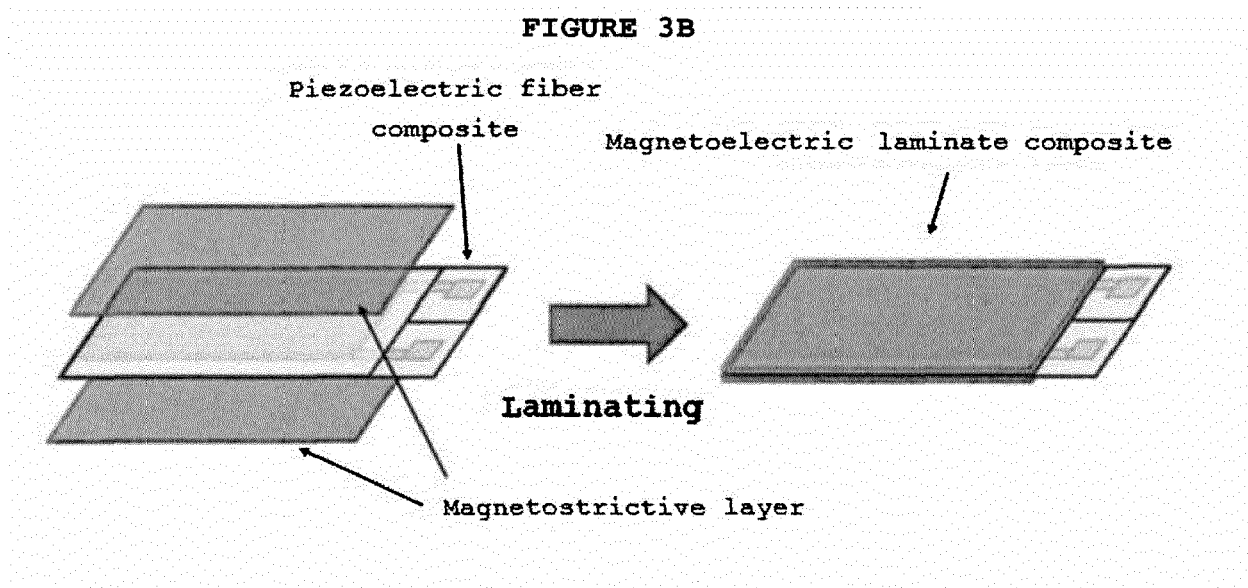 FIGURE 3B
Piezoelectric fiber
composite
Magnetoelectric laminate composite
Laminating
Magnetostrictive layer